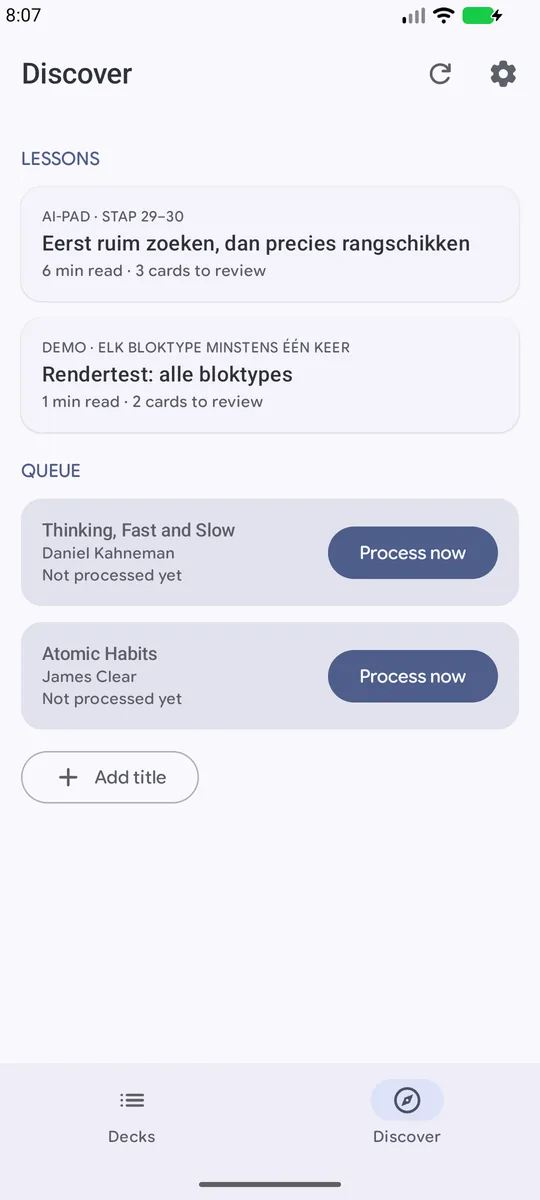 8:07
Discover
LESSONS
AI-PAD · STAP 29–30
Eerst ruim zoeken, dan precies rangschikken
6 min read · 3 cards to review
DEMO · ELK BLOKTYPE MINSTENS ÉÉN KEER
Rendertest: alle bloktypes
1 min read · 2 cards to review
QUEUE
Thinking, Fast and Slow
Daniel Kahneman
Not processed yet
Process now
Atomic Habits
James Clear
Not processed yet
Process now
Add title
Decks
Discover